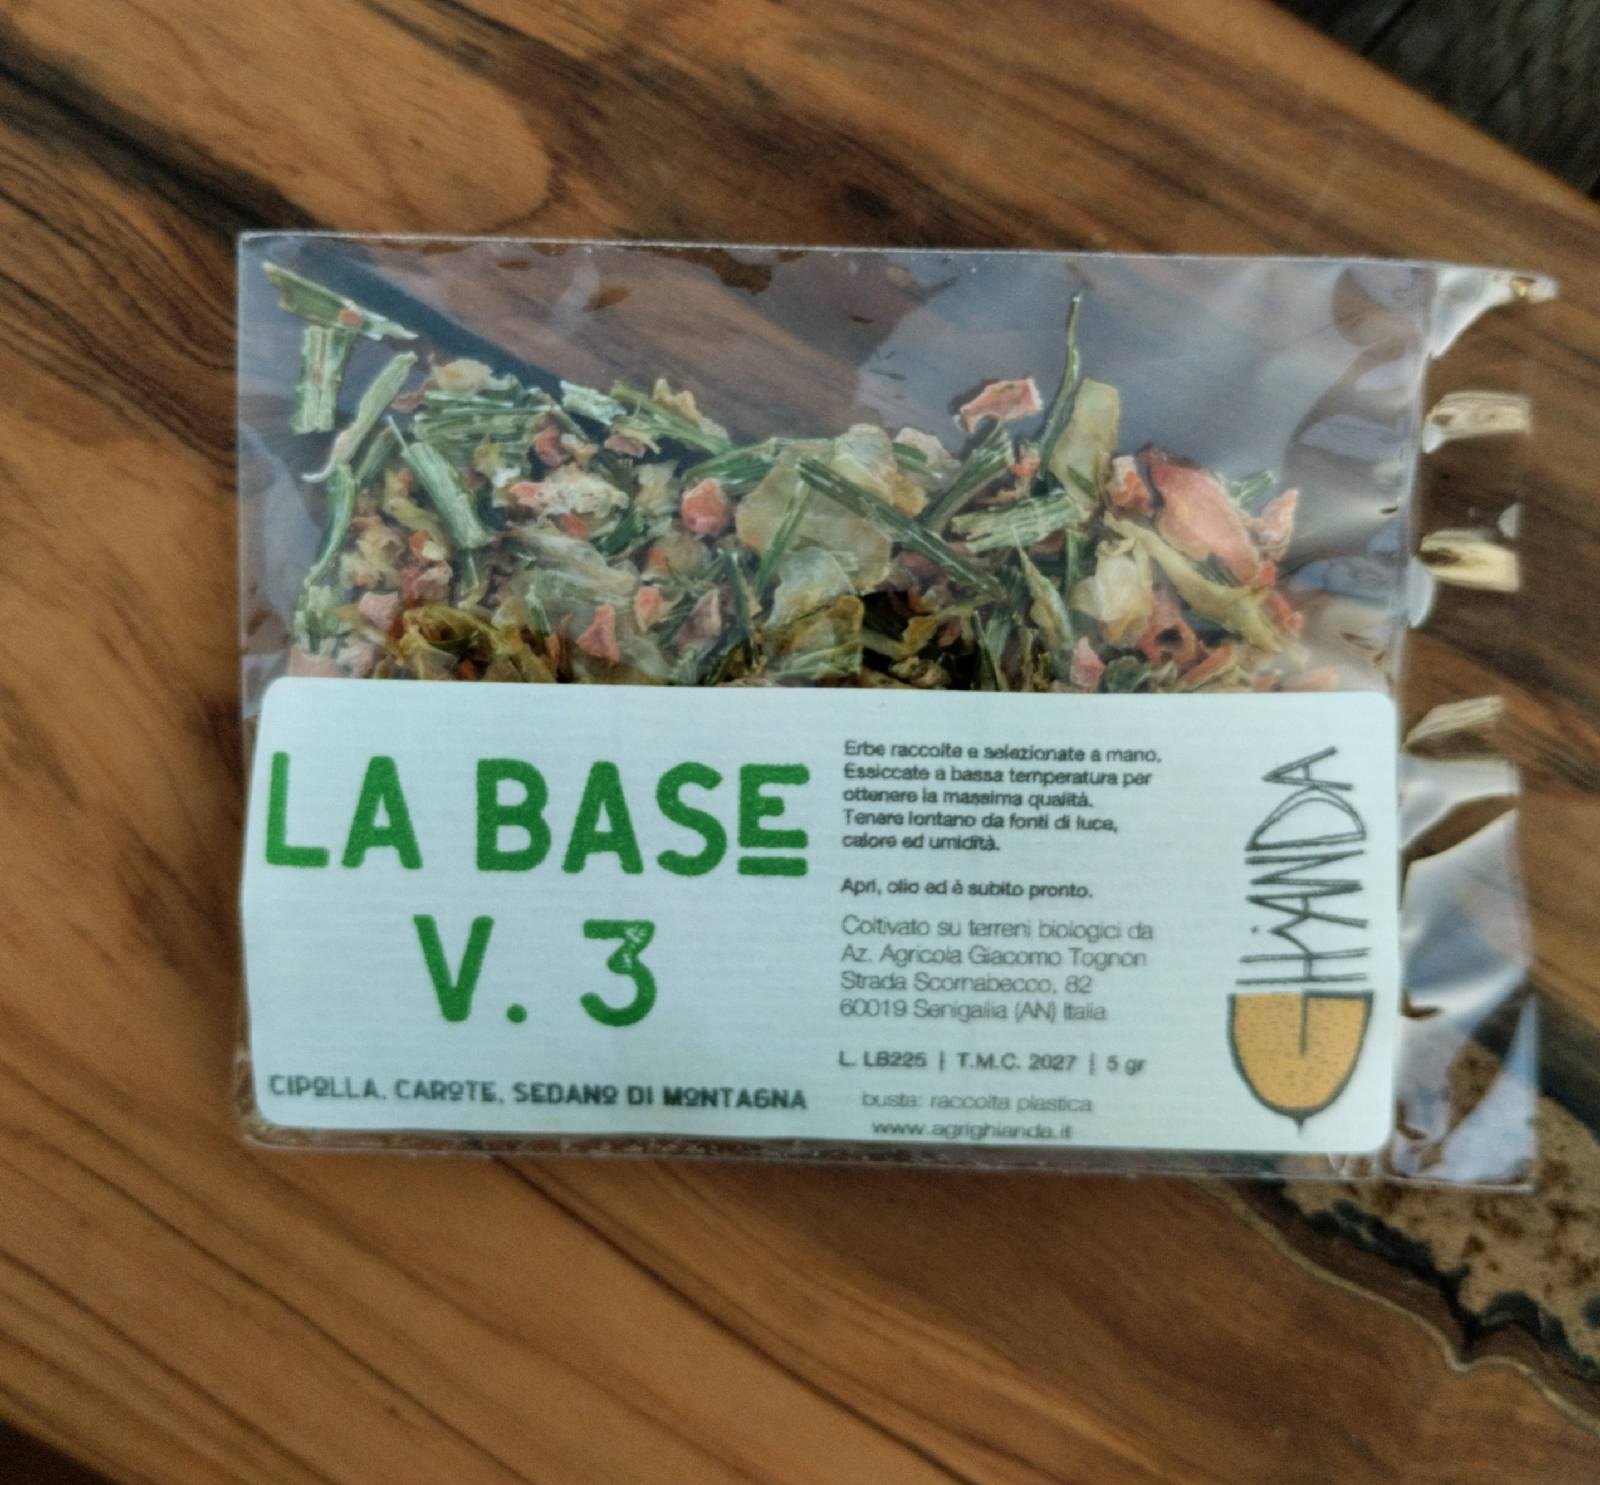 LA BASE
V. 3
CIPOLLA, CAROTE, SEDANO DI MONTAGNA
Erbe raccolte e selezionate a mano.
Essiccate a bassa temperatura per
ottenere la massima qualità.
Tenere lontano da fonti di luce,
calore ed umidità.
Apri, olio ed è subito pronto.
Coltivato su terreni biologici da
Az. Agricola Giacomo Tognon
Strada Scornabecco, 82
60019 Senigallia (AN) Italia
L. LB225 | T.M.C. 2027 | 5 gr
busta: raccolta plastica
www.agrighianda.it
GHIANDA